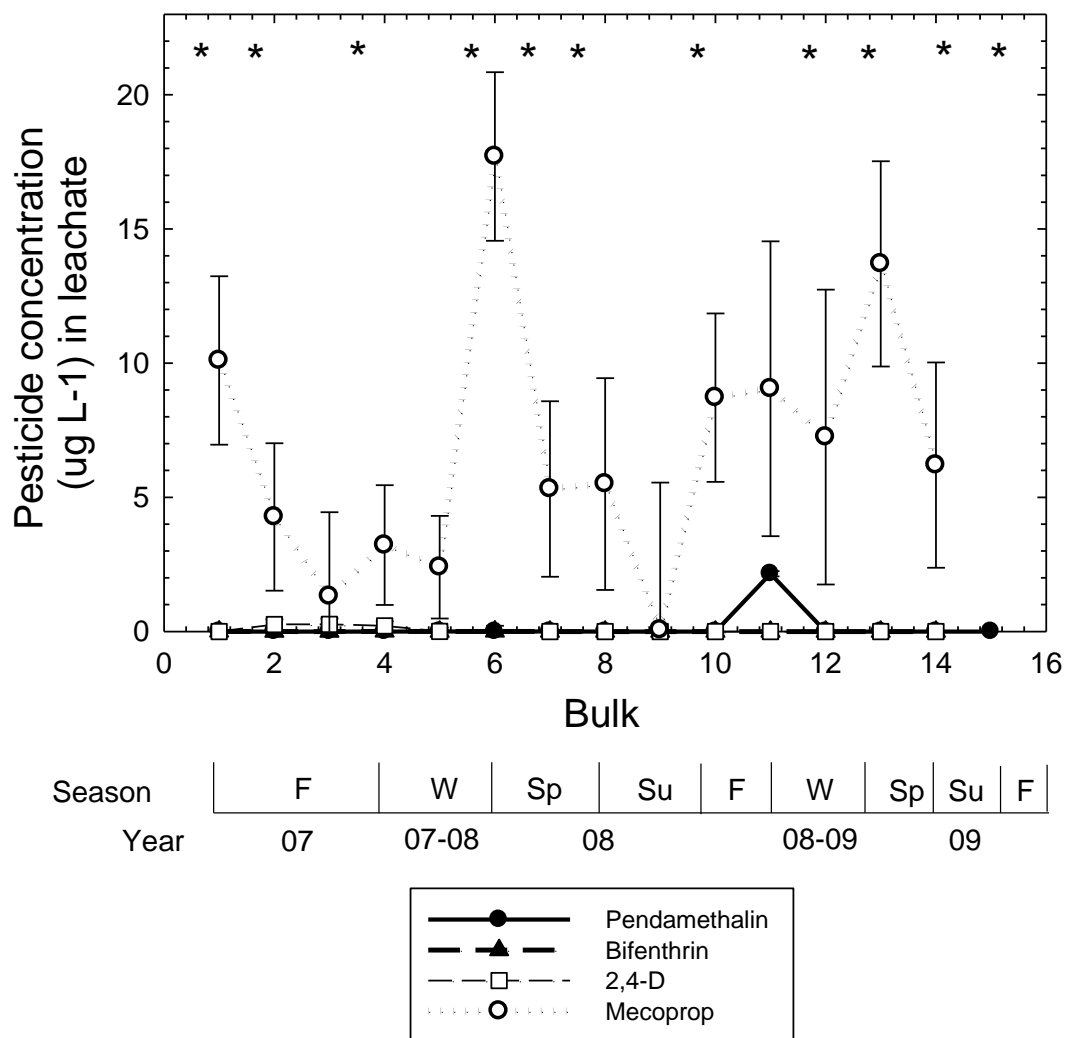 * * * * * * * * * * *
20
15
10
5
0
Pesticide concentration
(ug L-1) in leachate
0 2 4 6 8 10 12 14 16
Bulk
Season F W Sp Su F W Sp Su F
Year 07 07-08 08 08-09 09
Pendamethalin
Bifenthrin
2,4-D
Mecoprop